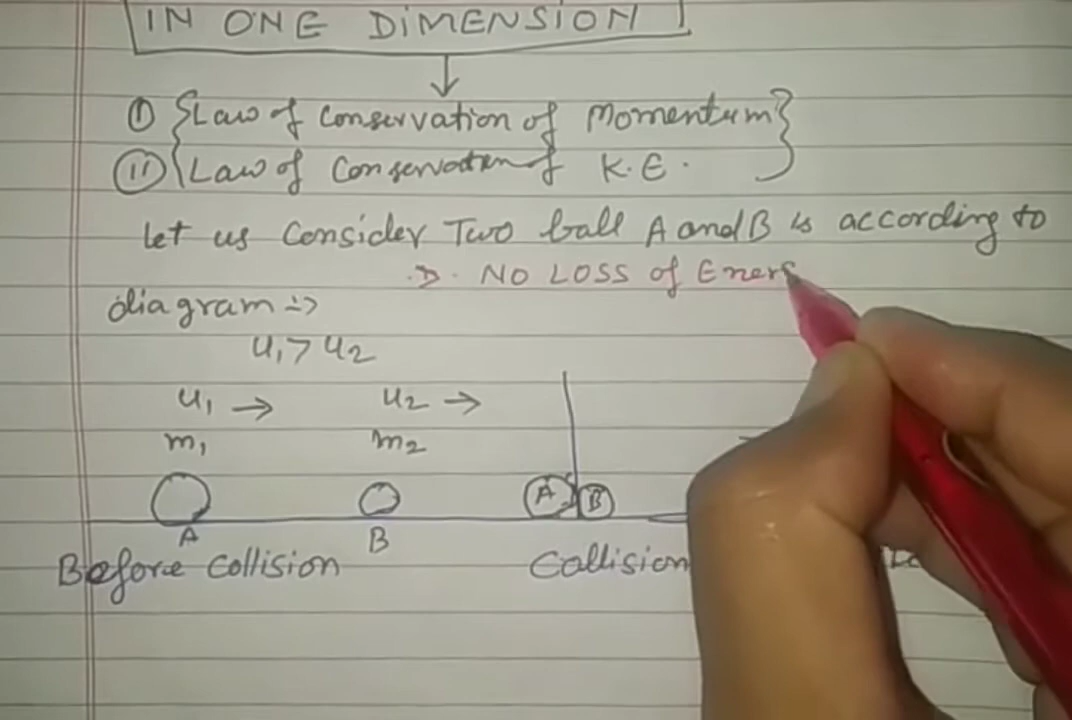 IN ONE DIMENSION
① Law of conservation of Momentum
⑪ Law of Conservation of K.E.
let us consider Two ball A and B is according to
∴ NO LOSS of Ener
diagram :->
u₁ > u₂
u₁ → u₂ →
m₁ m₂
A B
A B
Before collision Collision